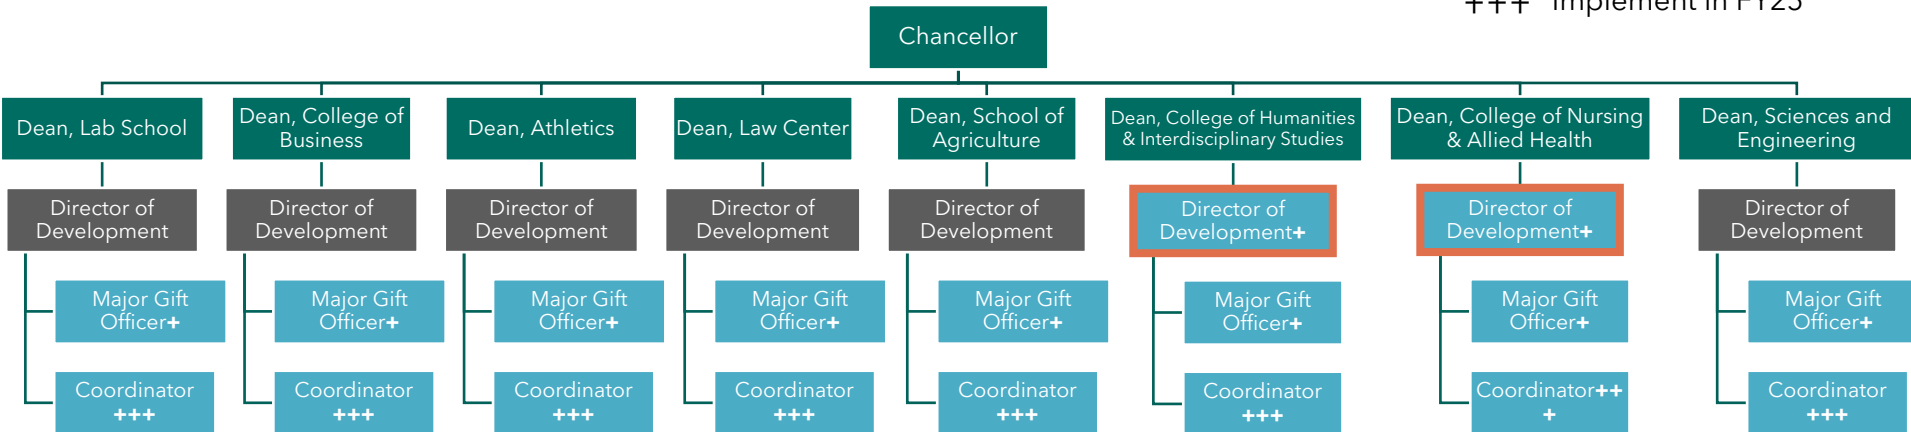 +++ Implement in FY25
Chancellor
Dean, Lab School
Dean, College of
Business
Dean, Athletics
Dean, Law Center
Dean, School of
Agriculture
Dean, College of Humanities
& Interdisciplinary Studies
Dean, College of Nursing
& Allied Health
Dean, Sciences and
Engineering
Director of
Development
Director of
Development
Director of
Development
Director of
Development
Director of
Development
Director of
Development+
Director of
Development+
Director of
Development
Major Gift
Officer+
Major Gift
Officer+
Major Gift
Officer+
Major Gift
Officer+
Major Gift
Officer+
Major Gift
Officer+
Major Gift
Officer+
Major Gift
Officer+
Coordinator
+++
Coordinator
+++
Coordinator
+++
Coordinator
+++
Coordinator
+++
Coordinator
+++
Coordinator++
+
Coordinator
+++